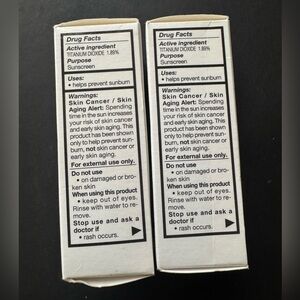 Drug Facts
Active ingredient
TITANIUM DIOXIDE 1.89%
Purpose
Sunscreen
Uses:
• helps prevent sunburn
Warnings:
Skin Cancer / Skin
Aging Alert: Spending
time in the sun increases
your risk of skin cancer
and early skin aging. This
product has been shown
only to help prevent sun-
burn, not skin cancer or
early skin aging.
For external use only.
Do not use
• on damaged or bro-
ken skin
When using this product
• keep out of eyes.
Rinse with water to re-
move.
Stop use and ask a
doctor if
• rash occurs.
Drug Facts
Active ingredient
TITANIUM DIOXIDE 1.89%
Purpose
Sunscreen
Uses:
• helps prevent sunburn
Warnings:
Skin Cancer / Skin
Aging Alert: Spending
time in the sun increases
your risk of skin cancer
and early skin aging. This
product has been shown
only to help prevent sun-
burn, not skin cancer or
early skin aging.
For external use only.
Do not use
• on damaged or bro-
ken skin
When using this product
• keep out of eyes.
Rinse with water to re-
move.
Stop use and ask a
doctor if
• rash occurs.